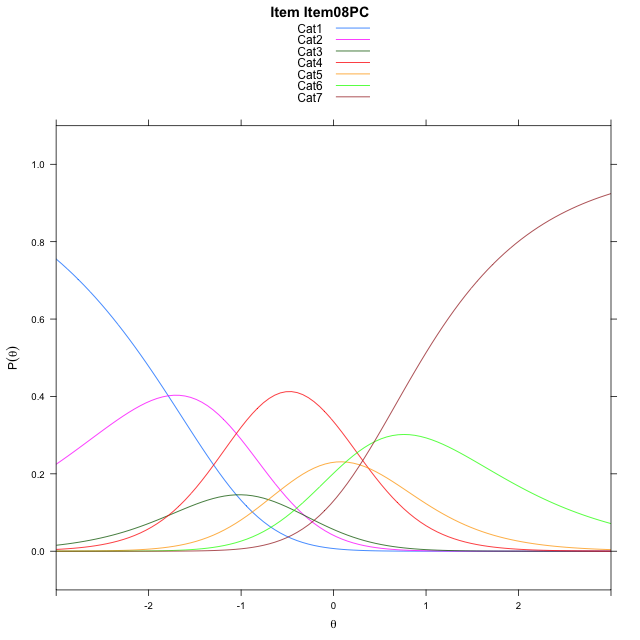 Item Item08PC
Cat1
Cat2
Cat3
Cat4
Cat5
Cat6
Cat7
1.0
0.8
0.6
0.4
0.2
0.0
P(θ)
-2 -1 0 1 2
θ